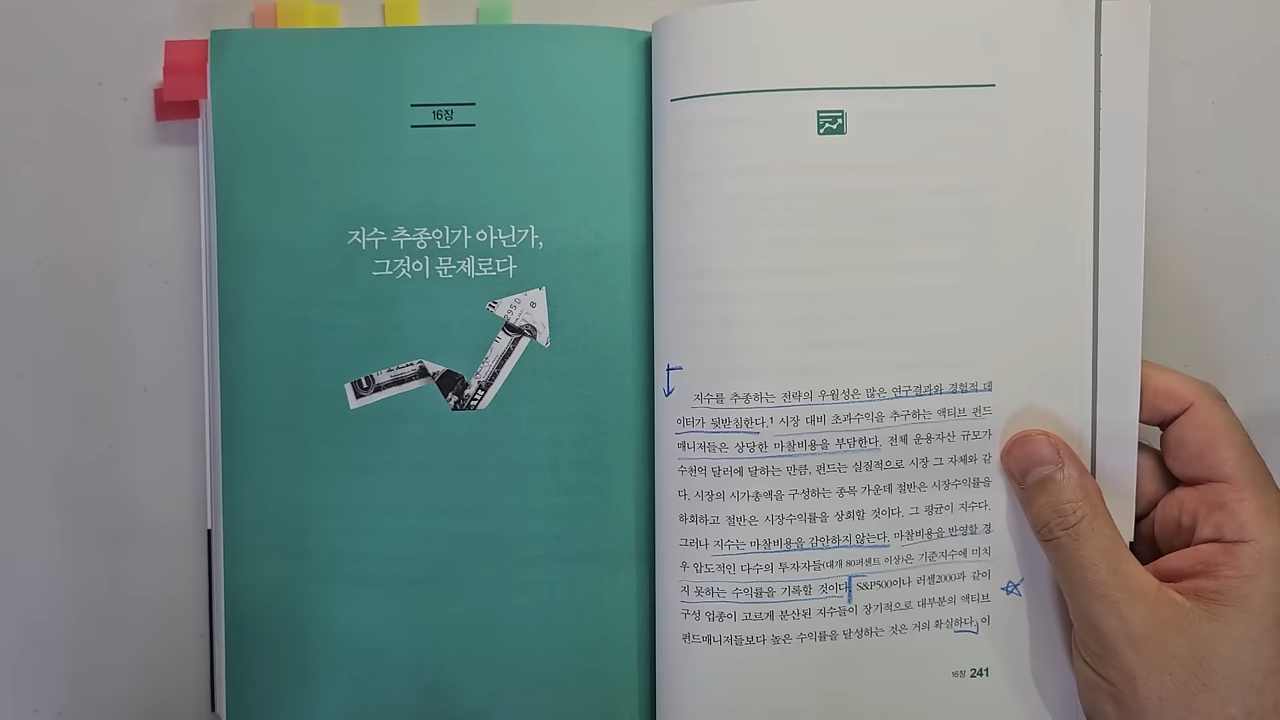 16장
지수 추종인가 아닌가,
그것이 문제로다
지수를 추종하는 전략의 우월성은 많은 연구결과와 경험적 데
이터가 뒷받침한다.¹ 시장 대비 초과수익을 추구하는 액티브 펀드
매니저들은 상당한 마찰비용을 부담한다. 전체 운용자산 규모가
수천억 달러에 달하는 만큼, 펀드는 실질적으로 시장 그 자체와 같
다. 시장의 시가총액을 구성하는 종목 가운데 절반은 시장수익률을
하회하고 절반은 시장수익률을 상회할 것이다. 그 평균이 지수다.
그러나 지수는 마찰비용을 감안하지 않는다. 마찰비용을 반영할 경
우 압도적인 다수의 투자자들(대개 80퍼센트 이상)은 기준지수에 미치
지 못하는 수익률을 기록할 것이다. S&P500이나 러셀2000과 같이
구성 업종이 고르게 분산된 지수들이 장기적으로 대부분의 액티브
펀드매니저들보다 높은 수익률을 달성하는 것은 거의 확실하다. 이
16장 241